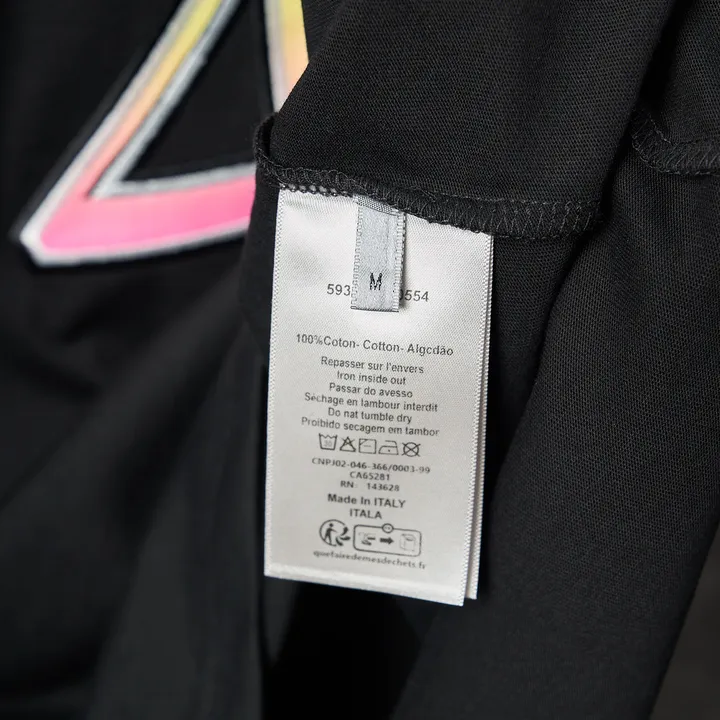 M
593 0554
100%Coton- Cotton- Algcdão
Repasser sur l'envers
Iron inside out
Passar do avesso
Séchage en lambour interdit
Do nat tumble dry
Proibido secagem em tambor
CNPJ02-046-366/0003-99
CA65281
RN: 143628
Made In ITALY
ITALA
quefairedemesdechets.fr